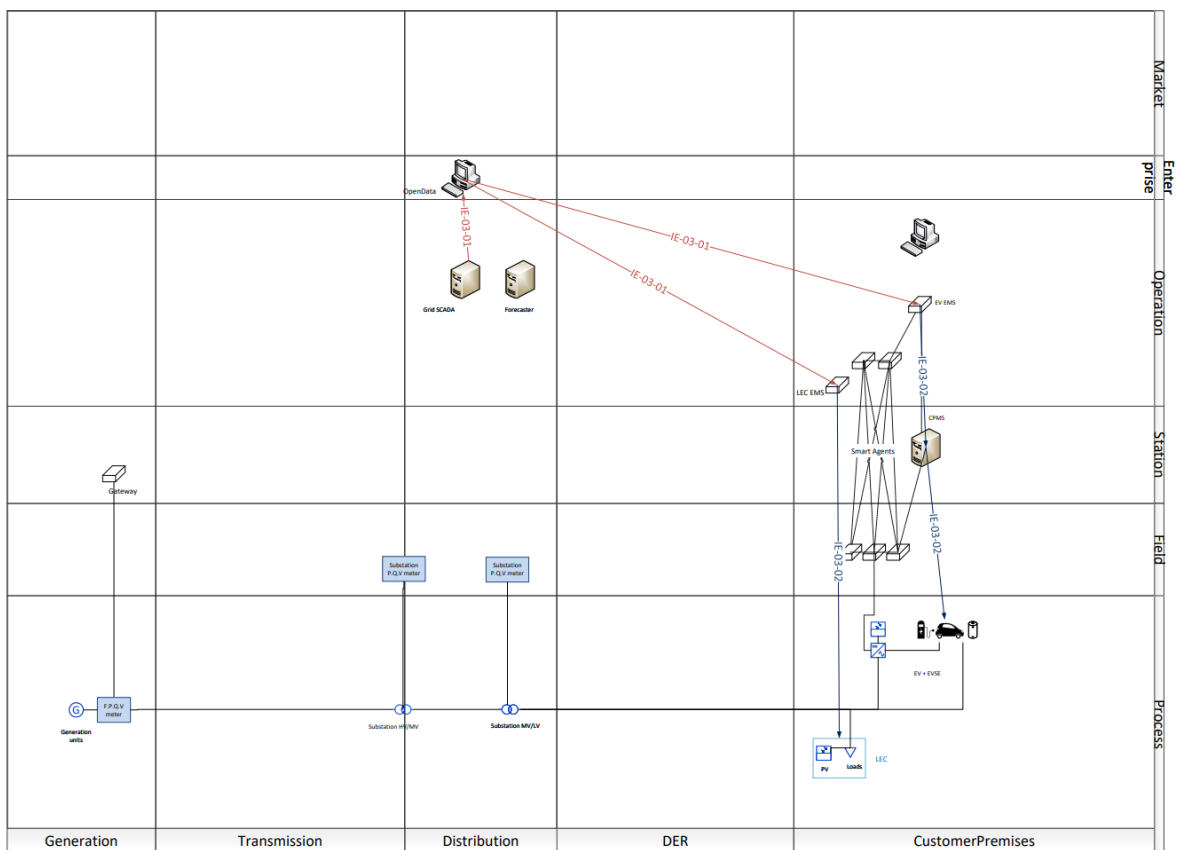 Market
Enter
prise
OpenData
IE-03-01
IE-03-01
IE-03-01
Operation
Grid SCADA
Forecaster
EV EMS
IE-03-02
LEC EMS
CPMS
Station
Smart Agents
Gateway
IE-03-02
IE-03-02
Field
Substation
P.Q.V meter
Substation
P.Q.V meter
EV + EVSE
Process
G
F.P.Q.V
meter
Generation
units
Substation HV/MV
Substation MV/LV
LEC
PV
Loads
Generation
Transmission
Distribution
DER
CustomerPremises